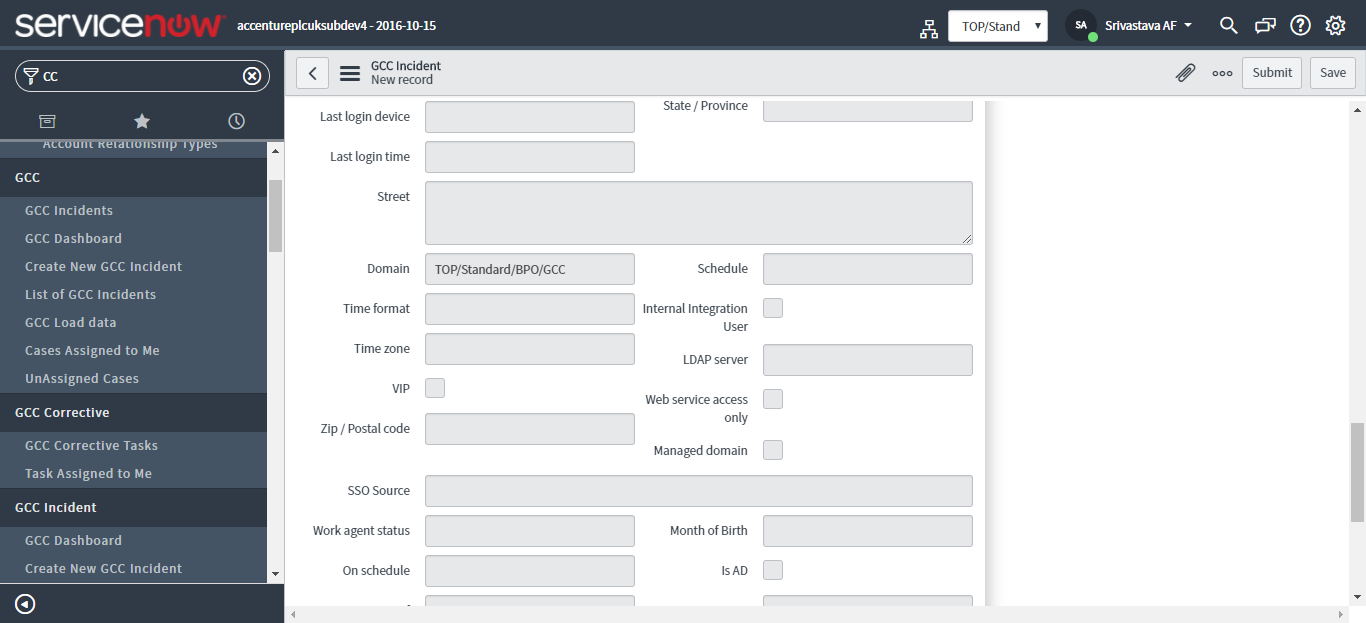 servicenow accentureplcuksubdev4 - 2016-10-15 TOP/Stand SA Srivastava AF
CC
Account Relationship Types
GCC
GCC Incidents
GCC Dashboard
Create New GCC Incident
List of GCC Incidents
GCC Load data
Cases Assigned to Me
UnAssigned Cases
GCC Corrective
GCC Corrective Tasks
Task Assigned to Me
GCC Incident
GCC Dashboard
Create New GCC Incident
GCC Incident
New record
Submit Save
Last login device State / Province
Last login time
Street
Domain TOP/Standard/BPO/GCC Schedule
Time format Internal Integration
User
Time zone LDAP server
VIP Web service access
only
Zip / Postal code
Managed domain
SSO Source
Work agent status Month of Birth
On schedule Is AD